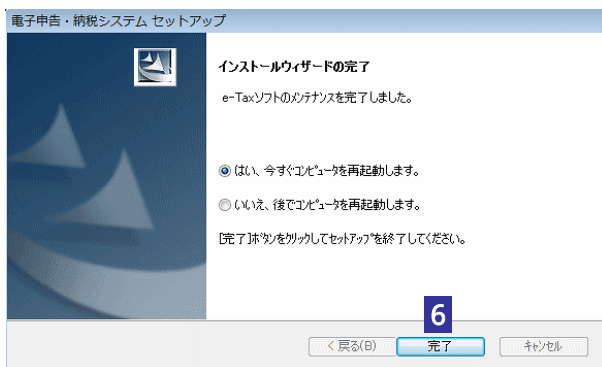 電子申告・納税システム セットアップ
インストールウィザードの完了
e-Taxソフトのメンテナンスを完了しました。
はい、今すぐコンピュータを再起動します。
いいえ、後でコンピュータを再起動します。
[完了]ボタンをクリックしてセットアップを終了してください。
6
< 戻る(B)
完了
キャンセル